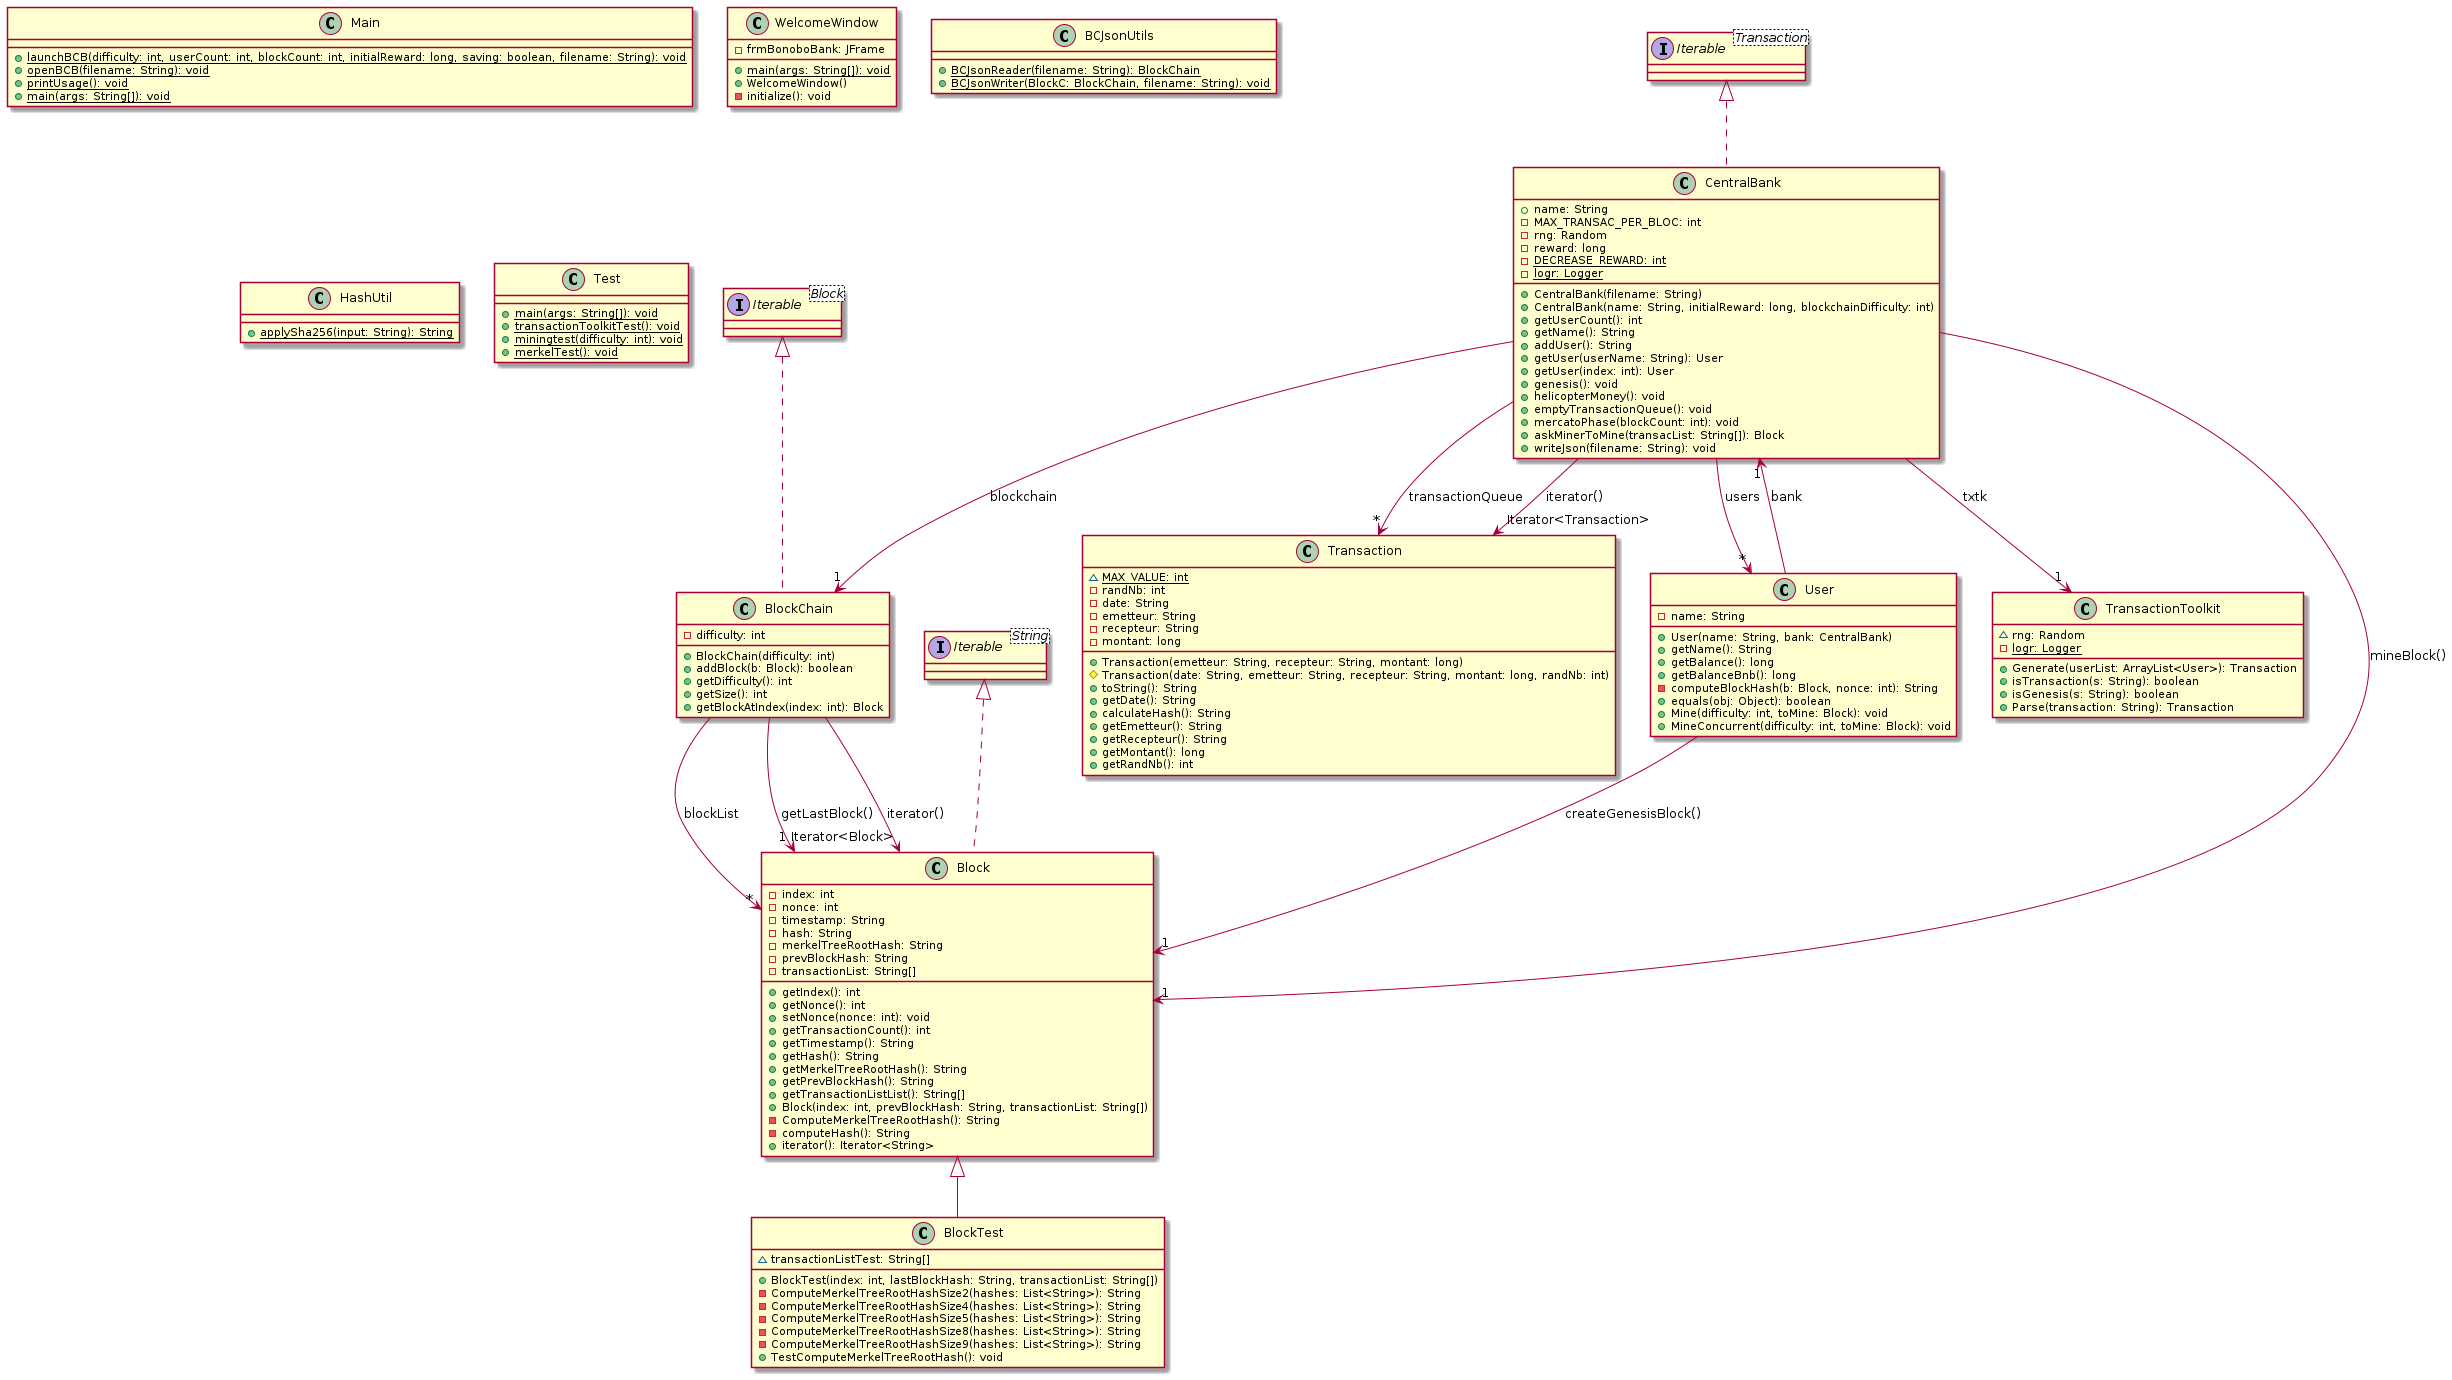 C Main
launchBCB(difficulty: int, userCount: int, blockCount: int, initialReward: long, saving: boolean, filename: String): void
openBCB(filename: String): void
printUsage(): void
main(args: String[]): void
C WelcomeWindow
frmBonoboBank: JFrame
main(args: String[]): void
WelcomeWindow()
initialize(): void
C BCJsonUtils
BCJsonReader(filename: String): BlockChain
BCJsonWriter(BlockC: BlockChain, filename: String): void
Transaction
I Iterable
C CentralBank
name: String
MAX_TRANSAC_PER_BLOC: int
rng: Random
reward: long
DECREASE_REWARD: int
logr: Logger
CentralBank(filename: String)
CentralBank(name: String, initialReward: long, blockchainDifficulty: int)
getUserCount(): int
getName(): String
addUser(): String
getUser(userName: String): User
getUser(index: int): User
genesis(): void
helicopterMoney(): void
emptyTransactionQueue(): void
mercatoPhase(blockCount: int): void
askMinerToMine(transacList: String[]): Block
writeJson(filename: String): void
C HashUtil
applySha256(input: String): String
C Test
main(args: String[]): void
transactionToolkitTest(): void
miningtest(difficulty: int): void
merkelTest(): void
Block
I Iterable
blockchain
1
transactionQueue
*
iterator()
Iterator<Transaction>
users
*
1
bank
txtk
1
mineBlock()
1
C BlockChain
difficulty: int
BlockChain(difficulty: int)
addBlock(b: Block): boolean
getDifficulty(): int
getSize(): int
getBlockAtIndex(index: int): Block
String
I Iterable
C Transaction
MAX_VALUE: int
randNb: int
date: String
emetteur: String
recepteur: String
montant: long
Transaction(emetteur: String, recepteur: String, montant: long)
Transaction(date: String, emetteur: String, recepteur: String, montant: long, randNb: int)
toString(): String
getDate(): String
calculateHash(): String
getEmetteur(): String
getRecepteur(): String
getMontant(): long
getRandNb(): int
C User
name: String
User(name: String, bank: CentralBank)
getName(): String
getBalance(): long
getBalanceBnb(): long
computeBlockHash(b: Block, nonce: int): String
equals(obj: Object): boolean
Mine(difficulty: int, toMine: Block): void
MineConcurrent(difficulty: int, toMine: Block): void
C TransactionToolkit
rng: Random
logr: Logger
Generate(userList: ArrayList<User>): Transaction
isTransaction(s: String): boolean
isGenesis(s: String): boolean
Parse(transaction: String): Transaction
blockList
*
getLastBlock()
1
iterator()
Iterator<Block>
createGenesisBlock()
1
C Block
index: int
nonce: int
timestamp: String
hash: String
merkelTreeRootHash: String
prevBlockHash: String
transactionList: String[]
getIndex(): int
getNonce(): int
setNonce(nonce: int): void
getTransactionCount(): int
getTimestamp(): String
getHash(): String
getMerkelTreeRootHash(): String
getPrevBlockHash(): String
getTransactionListList(): String[]
Block(index: int, prevBlockHash: String, transactionList: String[])
ComputeMerkelTreeRootHash(): String
computeHash(): String
iterator(): Iterator<String>
C BlockTest
transactionListTest: String[]
BlockTest(index: int, lastBlockHash: String, transactionList: String[])
ComputeMerkelTreeRootHashSize2(hashes: List<String>): String
ComputeMerkelTreeRootHashSize4(hashes: List<String>): String
ComputeMerkelTreeRootHashSize5(hashes: List<String>): String
ComputeMerkelTreeRootHashSize8(hashes: List<String>): String
ComputeMerkelTreeRootHashSize9(hashes: List<String>): String
TestComputeMerkelTreeRootHash(): void